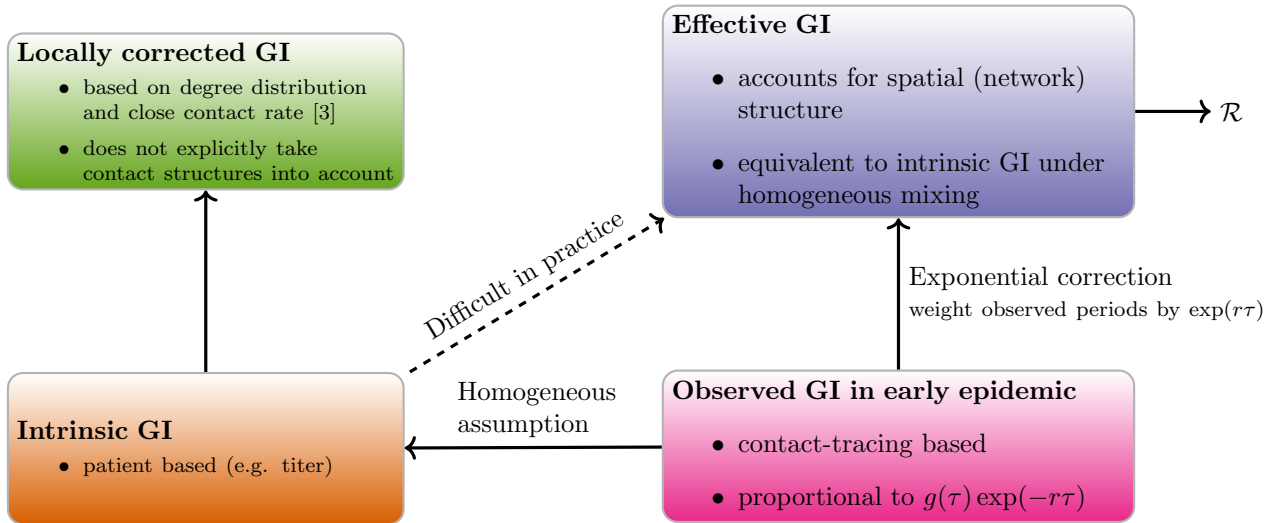 Locally corrected GI
• based on degree distribution
and close contact rate [3]
• does not explicitly take
contact structures into account
Effective GI
• accounts for spatial (network)
structure
• equivalent to intrinsic GI under
homogeneous mixing
ℛ
Difficult in practice
Exponential correction
weight observed periods by exp(rτ)
Intrinsic GI
• patient based (e.g. titer)
Homogeneous
assumption
Observed GI in early epidemic
• contact-tracing based
• proportional to g(τ) exp(−rτ)